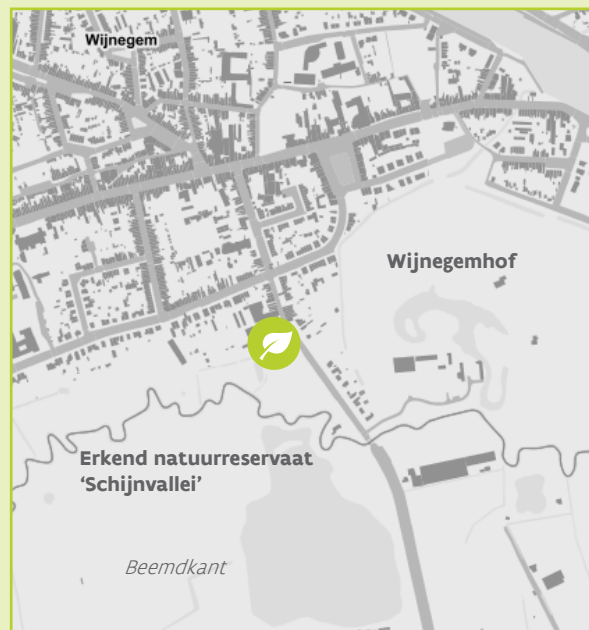 Wijnegem
Wijnegemhof
Erkend natuurreservaat
‘Schijnvallei’
Beemdkant